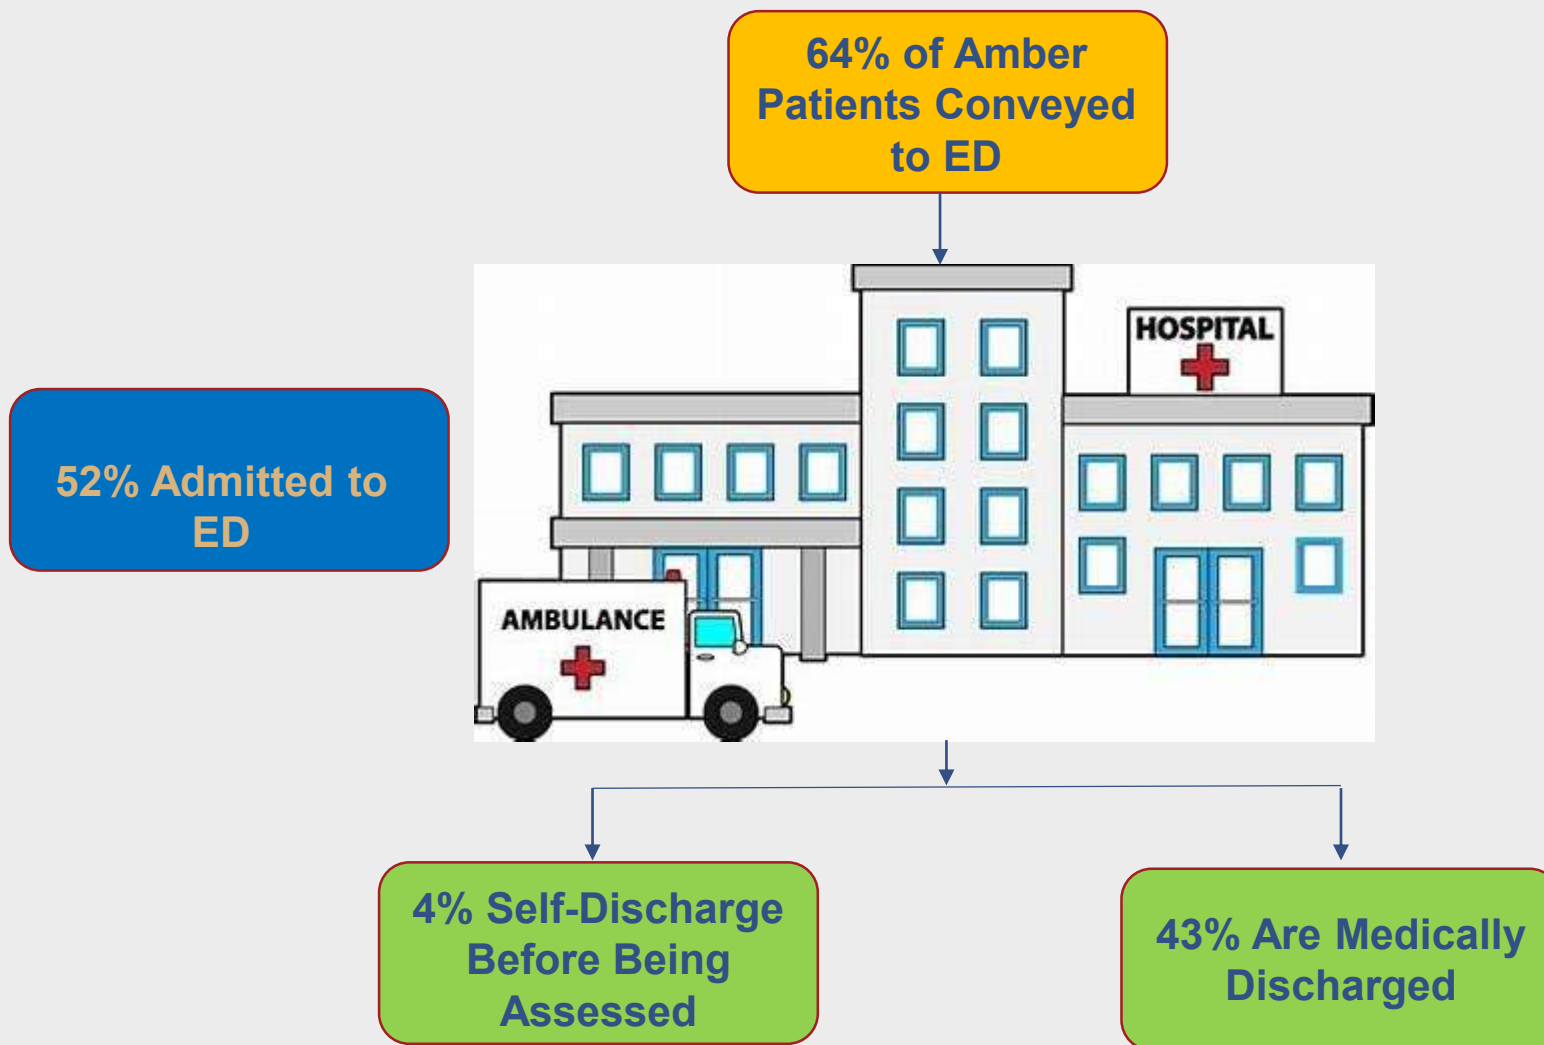 64% of Amber
Patients Conveyed
to ED
HOSPITAL
52% Admitted to
ED
AMBULANCE
4% Self-Discharge
Before Being
Assessed
43% Are Medically
Discharged